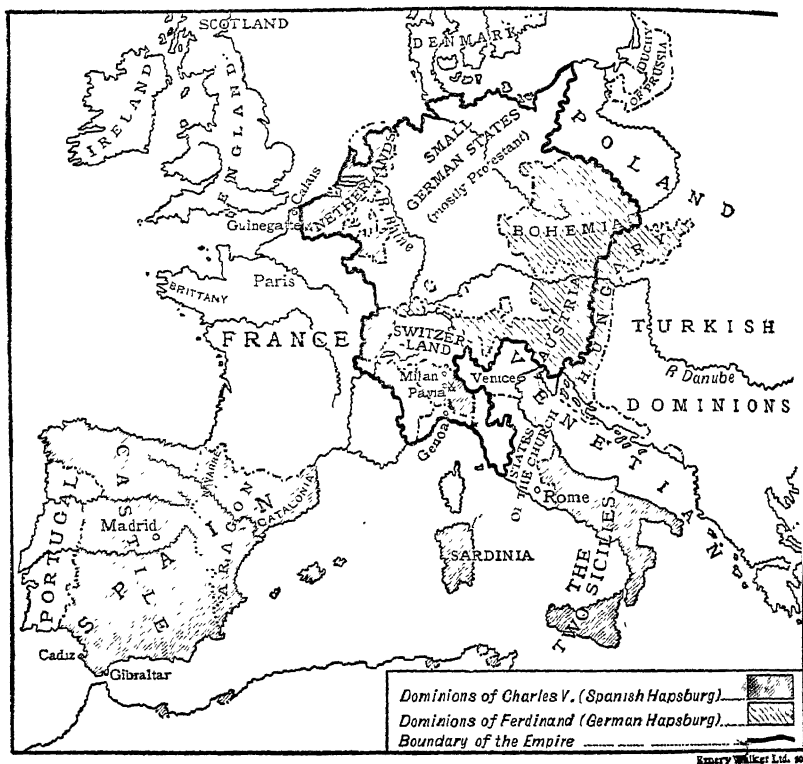 SCOTLAND
DENMARK
DUCHY
OF PRUSSIA
IRELAND
ENGLAND
SMALL
GERMAN STATES
(mostly Protestant)
POLAND
Calais
NETHERLANDS
Guinegate
R. Rhine
BOHEMIA
Paris
BRITTANY
FRANCE
SWITZER
LAND
AUSTRIA
HUNGARY
TURKISH
Milan
Pavia
Venice
R Danube
DOMINIONS
Genoa
VENETIAN
STATES
OF THE CHURCH
NAVARRE
CASTILE
CATALONIA
ARAGON
PORTUGAL
Madrid
SPAIN
Rome
SARDINIA
THE
TWO SICILIES
Cadiz
Gibraltar
Dominions of Charles V. (Spanish Hapsburg)
Dominions of Ferdinand (German Hapsburg)
Boundary of the Empire
Emery Walker Ltd.